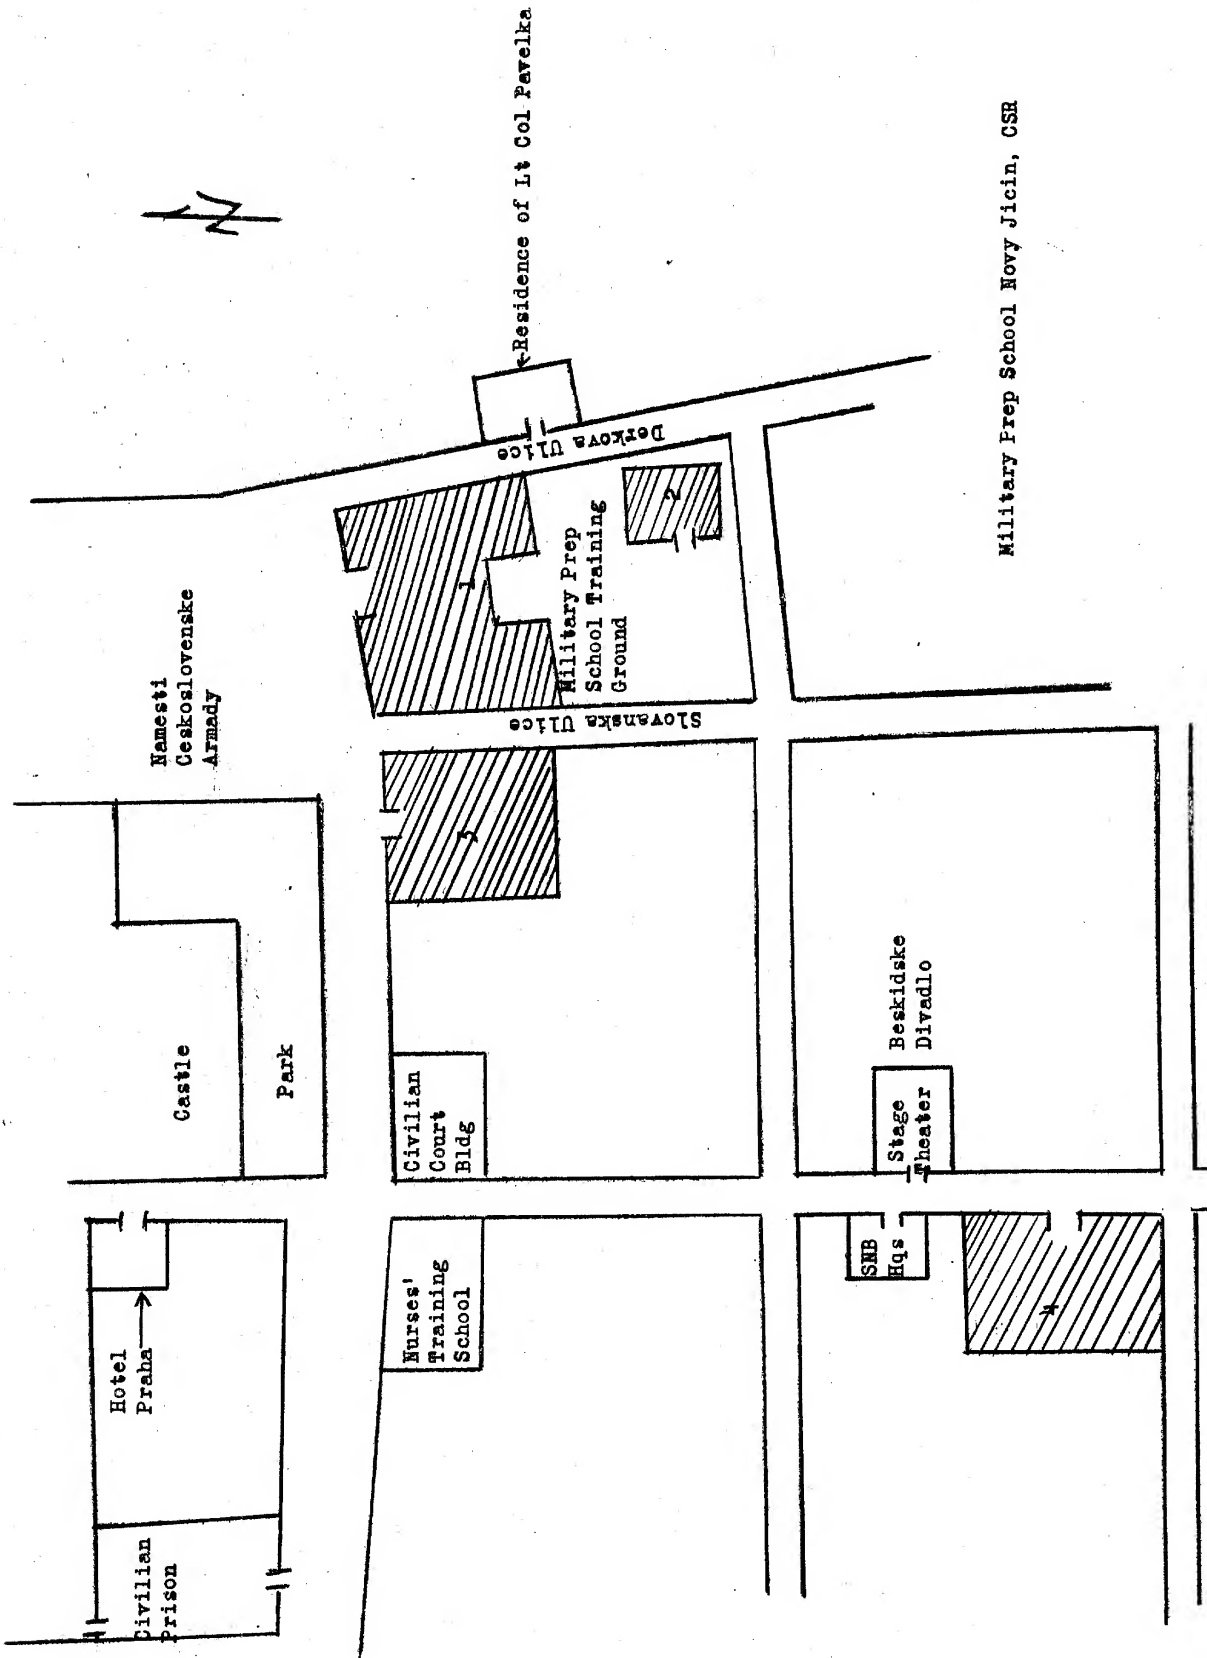 Civilian
Prison
Hotel
Praha
Castle
Park
Namesti
Ceskoslovenske
Armady
N
Nurses'
Training
School
Civilian
Court
Bldg
3
Slovanska Ulice
1
Military Prep
School Training
Ground
2
Derkova Ulice
Residence of Lt Col Pavelka
SNB
Hqs
4
Stage
Theater
Beskidske
Divadlo
Military Prep School Novy Jicin, CSR